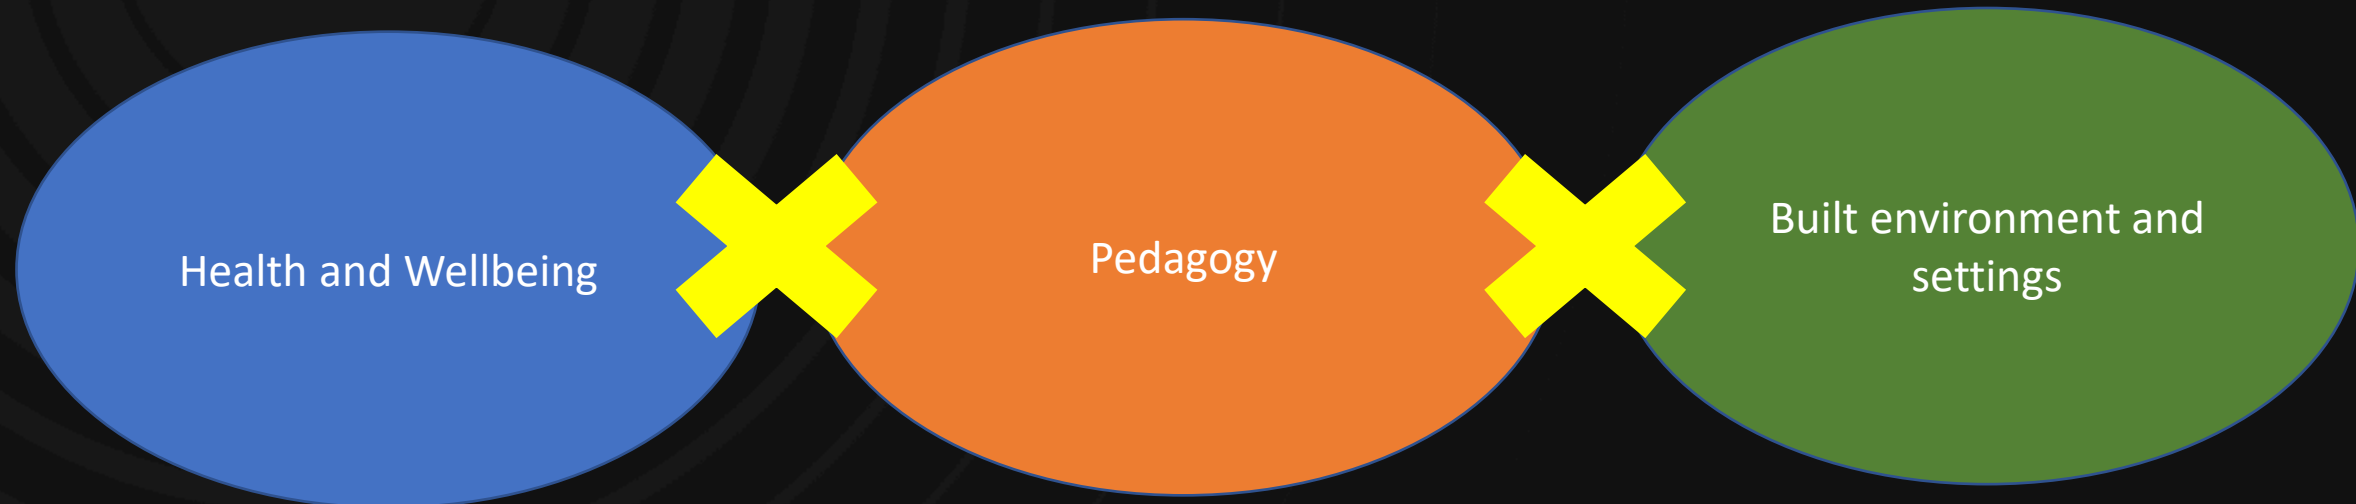 Health and Wellbeing
Pedagogy
Built environment and
settings